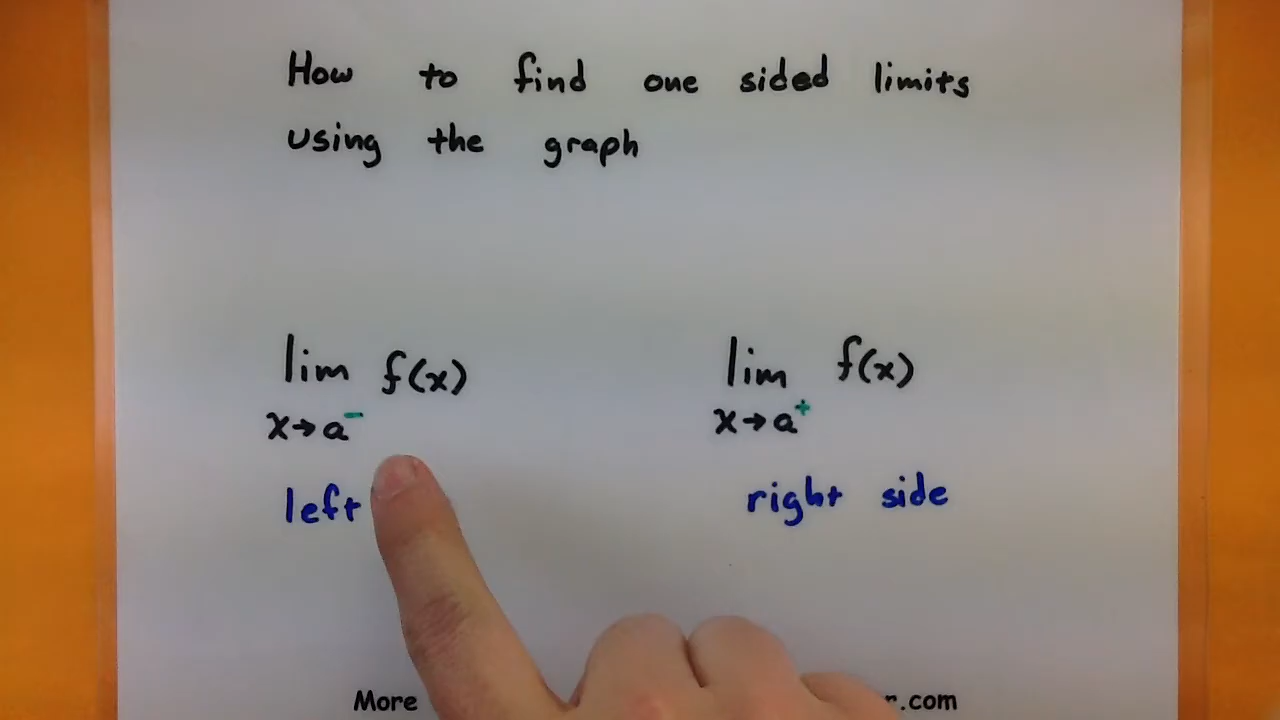 How to find one sided limits
using the graph
lim f(x)
x→a⁻
left
lim f(x)
x→a⁺
right side
More r.com